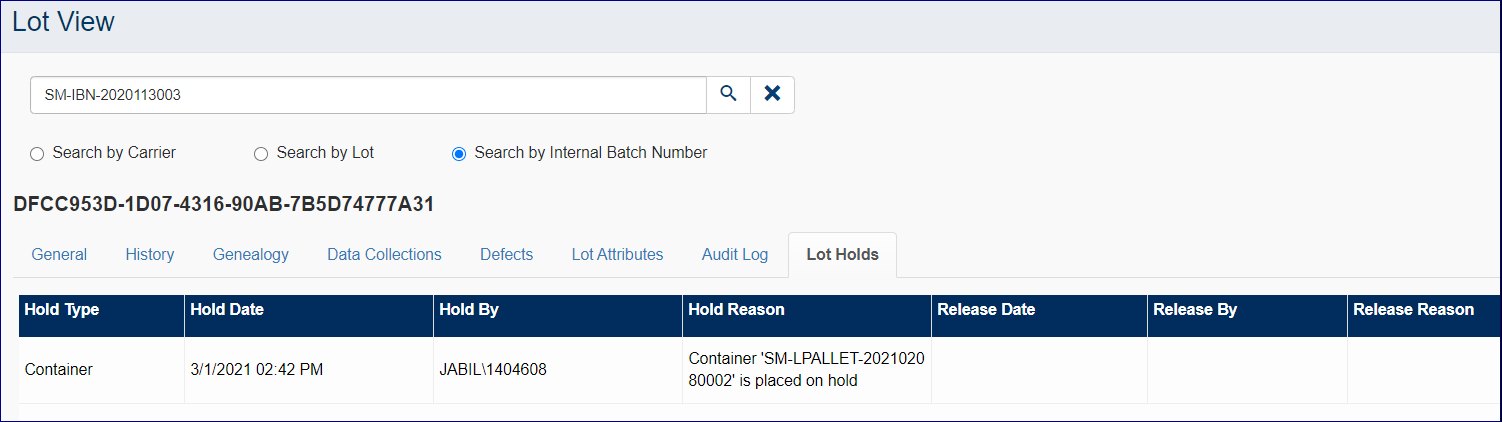 Lot View
SM-IBN-2020113003
Search by Carrier Search by Lot Search by Internal Batch Number
DFCC953D-1D07-4316-90AB-7B5D74777A31
General History Genealogy Data Collections Defects Lot Attributes Audit Log Lot Holds
Hold Type Hold Date Hold By Hold Reason Release Date Release By Release Reason
Container 3/1/2021 02:42 PM JABIL\1404608 Container 'SM-LPALLET-2021020
80002' is placed on hold